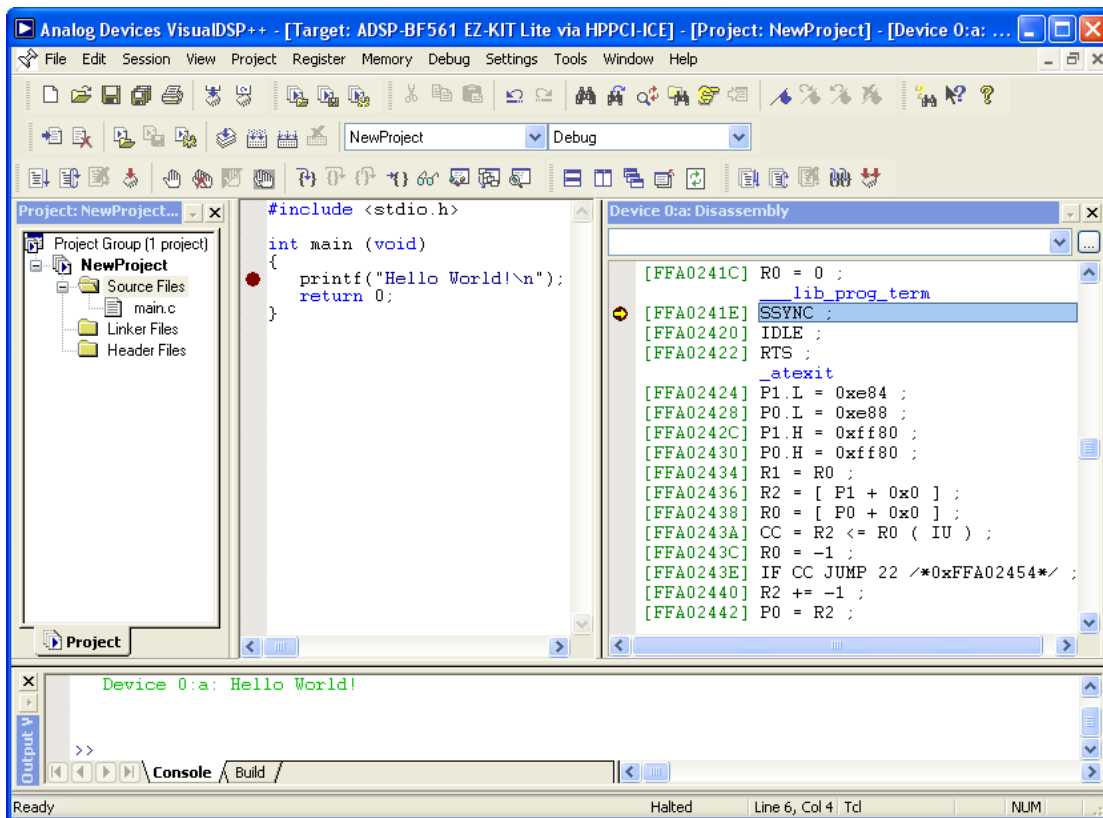 Analog Devices VisualDSP++ - [Target: ADSP-BF561 EZ-KIT Lite via HPPCI-ICE] - [Project: NewProject] - [Device 0:a: ...
File Edit Session View Project Register Memory Debug Settings Tools Window Help
NewProject Debug
Project: NewProject...
Project Group (1 project)
NewProject
Source Files
main.c
Linker Files
Header Files
Project
#include <stdio.h>
int main (void)
{
printf("Hello World!\n");
return 0;
}
Device 0:a: Disassembly
...
[FFA0241C] R0 = 0 ;
___lib_prog_term
[FFA0241E] SSYNC ;
[FFA02420] IDLE ;
[FFA02422] RTS ;
_atexit
[FFA02424] P1.L = 0xe84 ;
[FFA02428] P0.L = 0xe88 ;
[FFA0242C] P1.H = 0xff80 ;
[FFA02430] P0.H = 0xff80 ;
[FFA02434] R1 = R0 ;
[FFA02436] R2 = [ P1 + 0x0 ] ;
[FFA02438] R0 = [ P0 + 0x0 ] ;
[FFA0243A] CC = R2 <= R0 ( IU ) ;
[FFA0243C] R0 = -1 ;
[FFA0243E] IF CC JUMP 22 /*0xFFA02454*/ ;
[FFA02440] R2 += -1 ;
[FFA02442] P0 = R2 ;
Output
Device 0:a: Hello World!
>>
Console Build
Ready Halted Line 6, Col 4 Tcl NUM